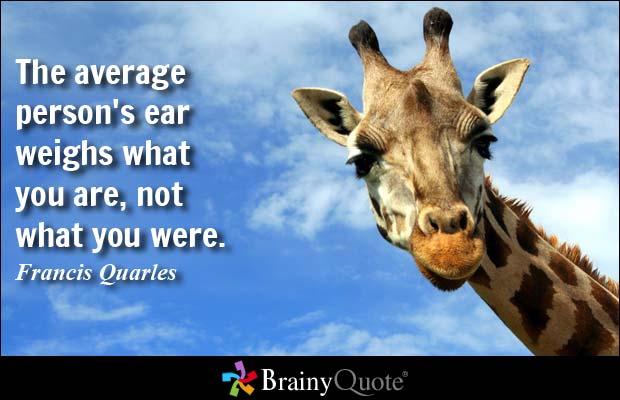 The average
person's ear
weighs what
you are, not
what you were.
Francis Quarles
BrainyQuote®